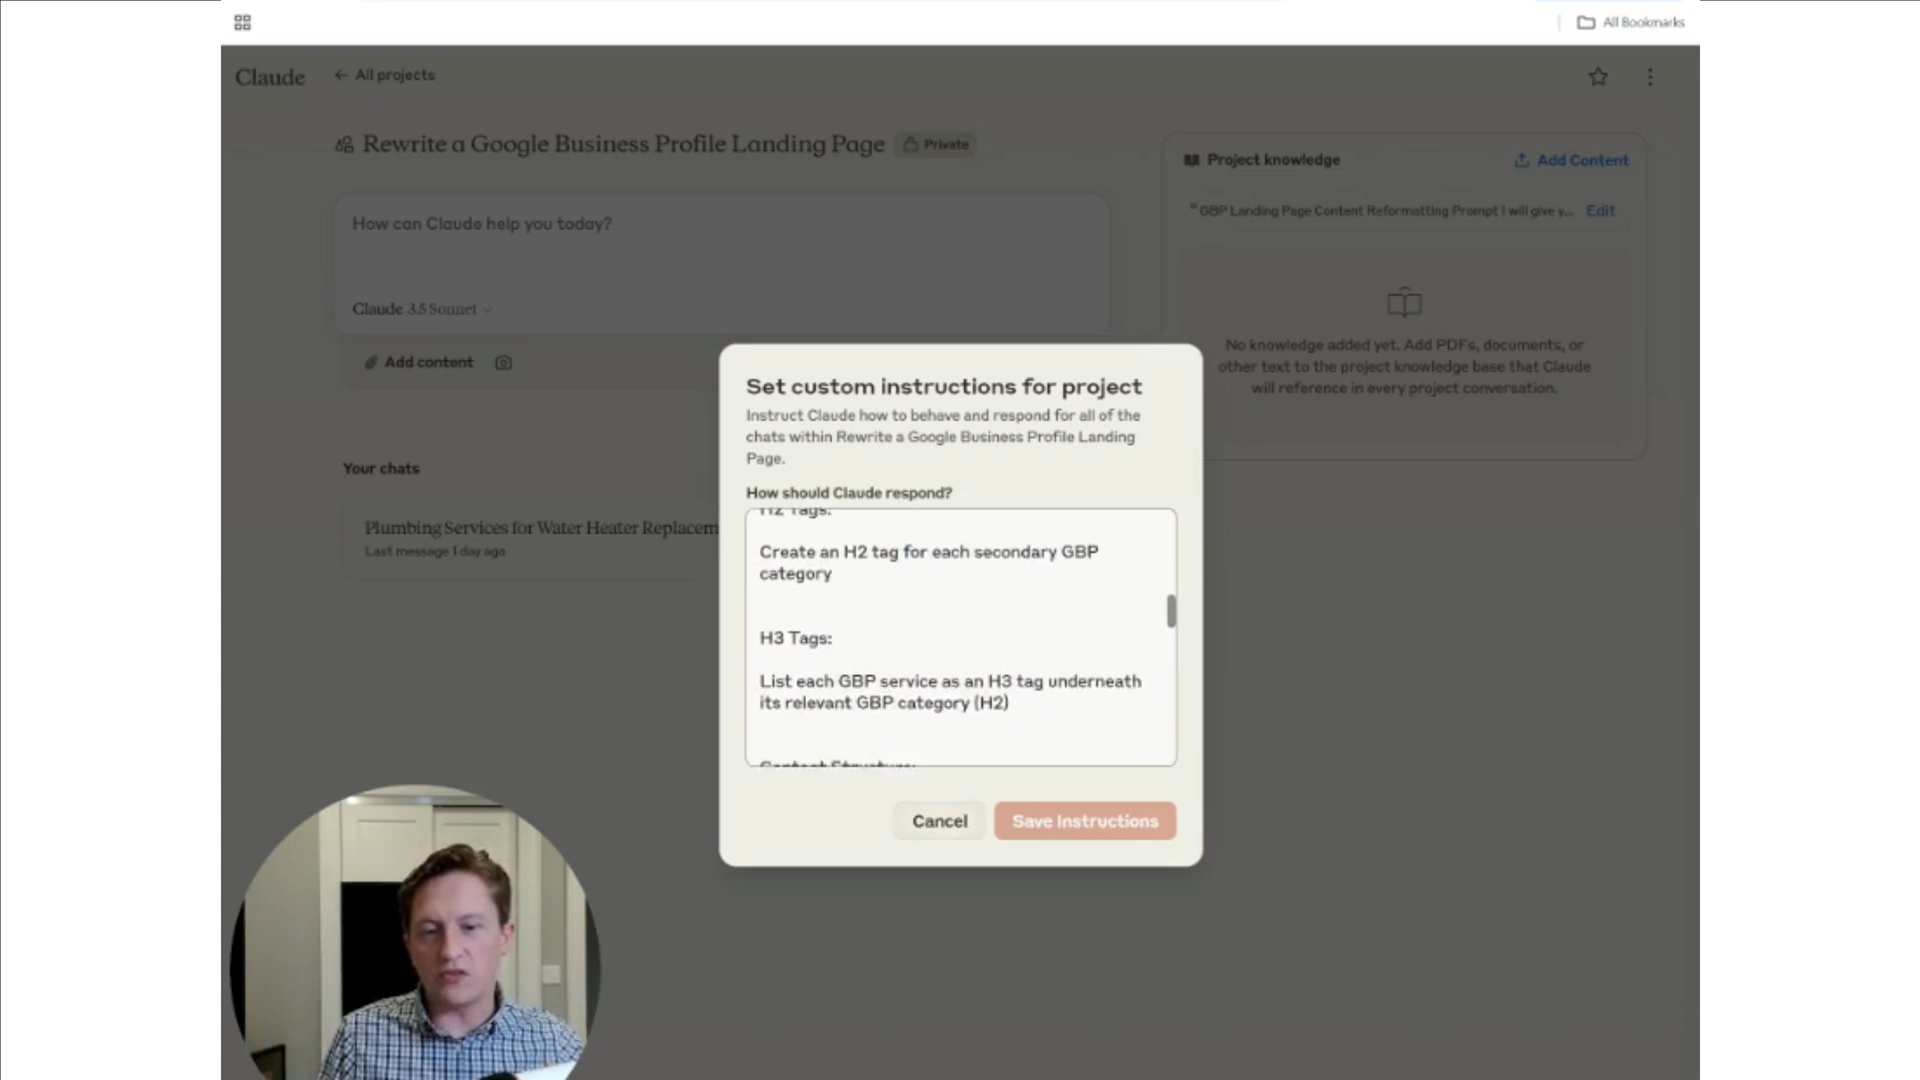 All Bookmarks
Claude
← All projects
Rewrite a Google Business Profile Landing Page
Private
How can Claude help you today?
Claude 3.5 Sonnet
Add content
Your chats
Plumbing Services for Water Heater Replacem
Last message 1 day ago
Project knowledge
Add Content
"GBP Landing Page Content Reformatting Prompt I will give y...
Edit
No knowledge added yet. Add PDFs, documents, or
other text to the project knowledge base that Claude
will reference in every project conversation.
Set custom instructions for project
Instruct Claude how to behave and respond for all of the
chats within Rewrite a Google Business Profile Landing
Page.
How should Claude respond?
H2 Tags:
Create an H2 tag for each secondary GBP
category
H3 Tags:
List each GBP service as an H3 tag underneath
its relevant GBP category (H2)
Content Structure:
Cancel
Save Instructions